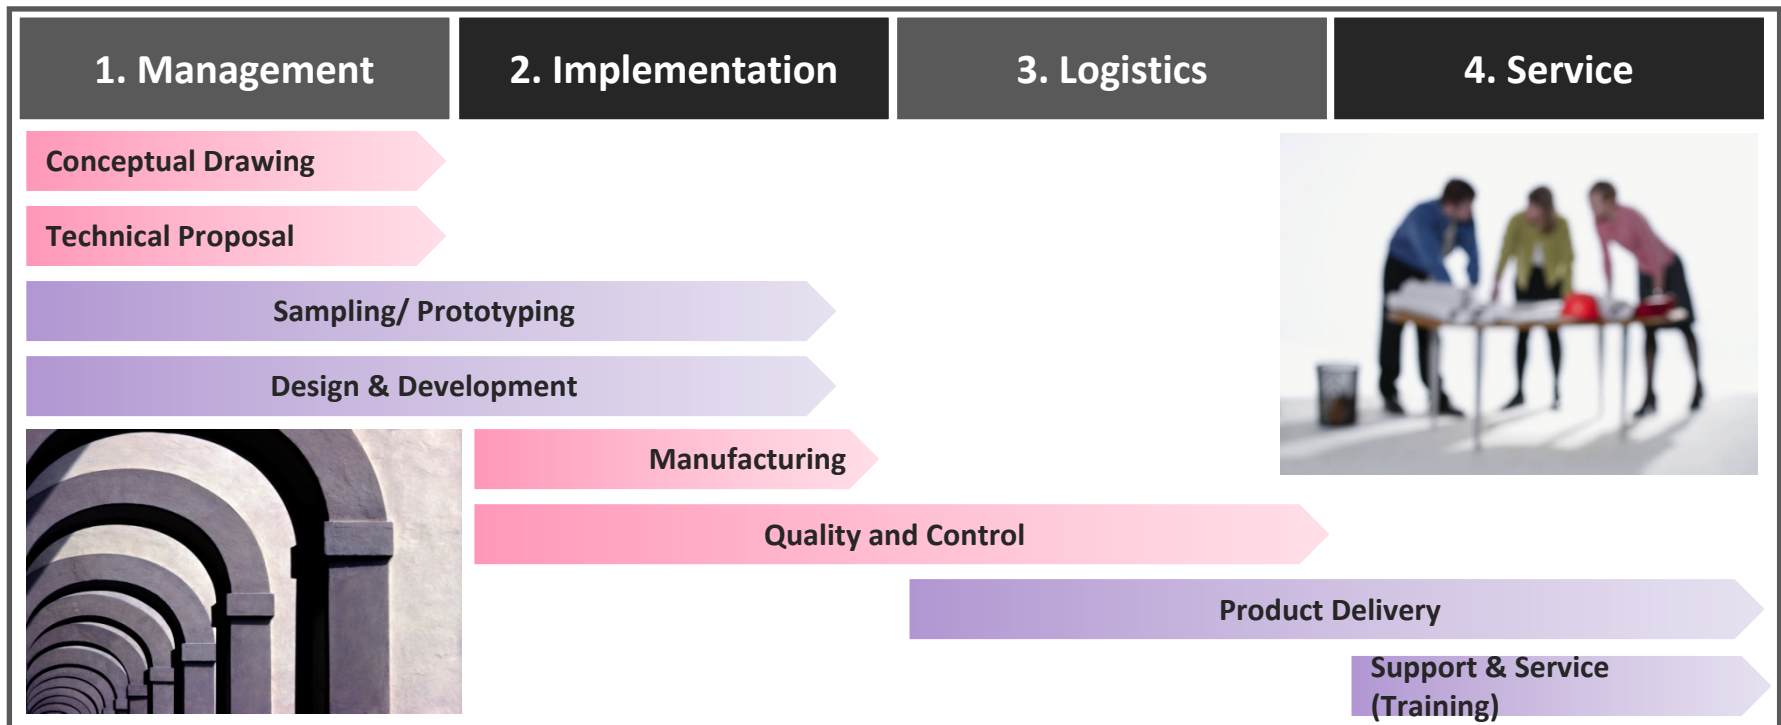 1. Management
2. Implementation
3. Logistics
4. Service
Conceptual Drawing
Technical Proposal
Sampling/ Prototyping
Design & Development
Manufacturing
Quality and Control
Product Delivery
Support & Service
(Training)